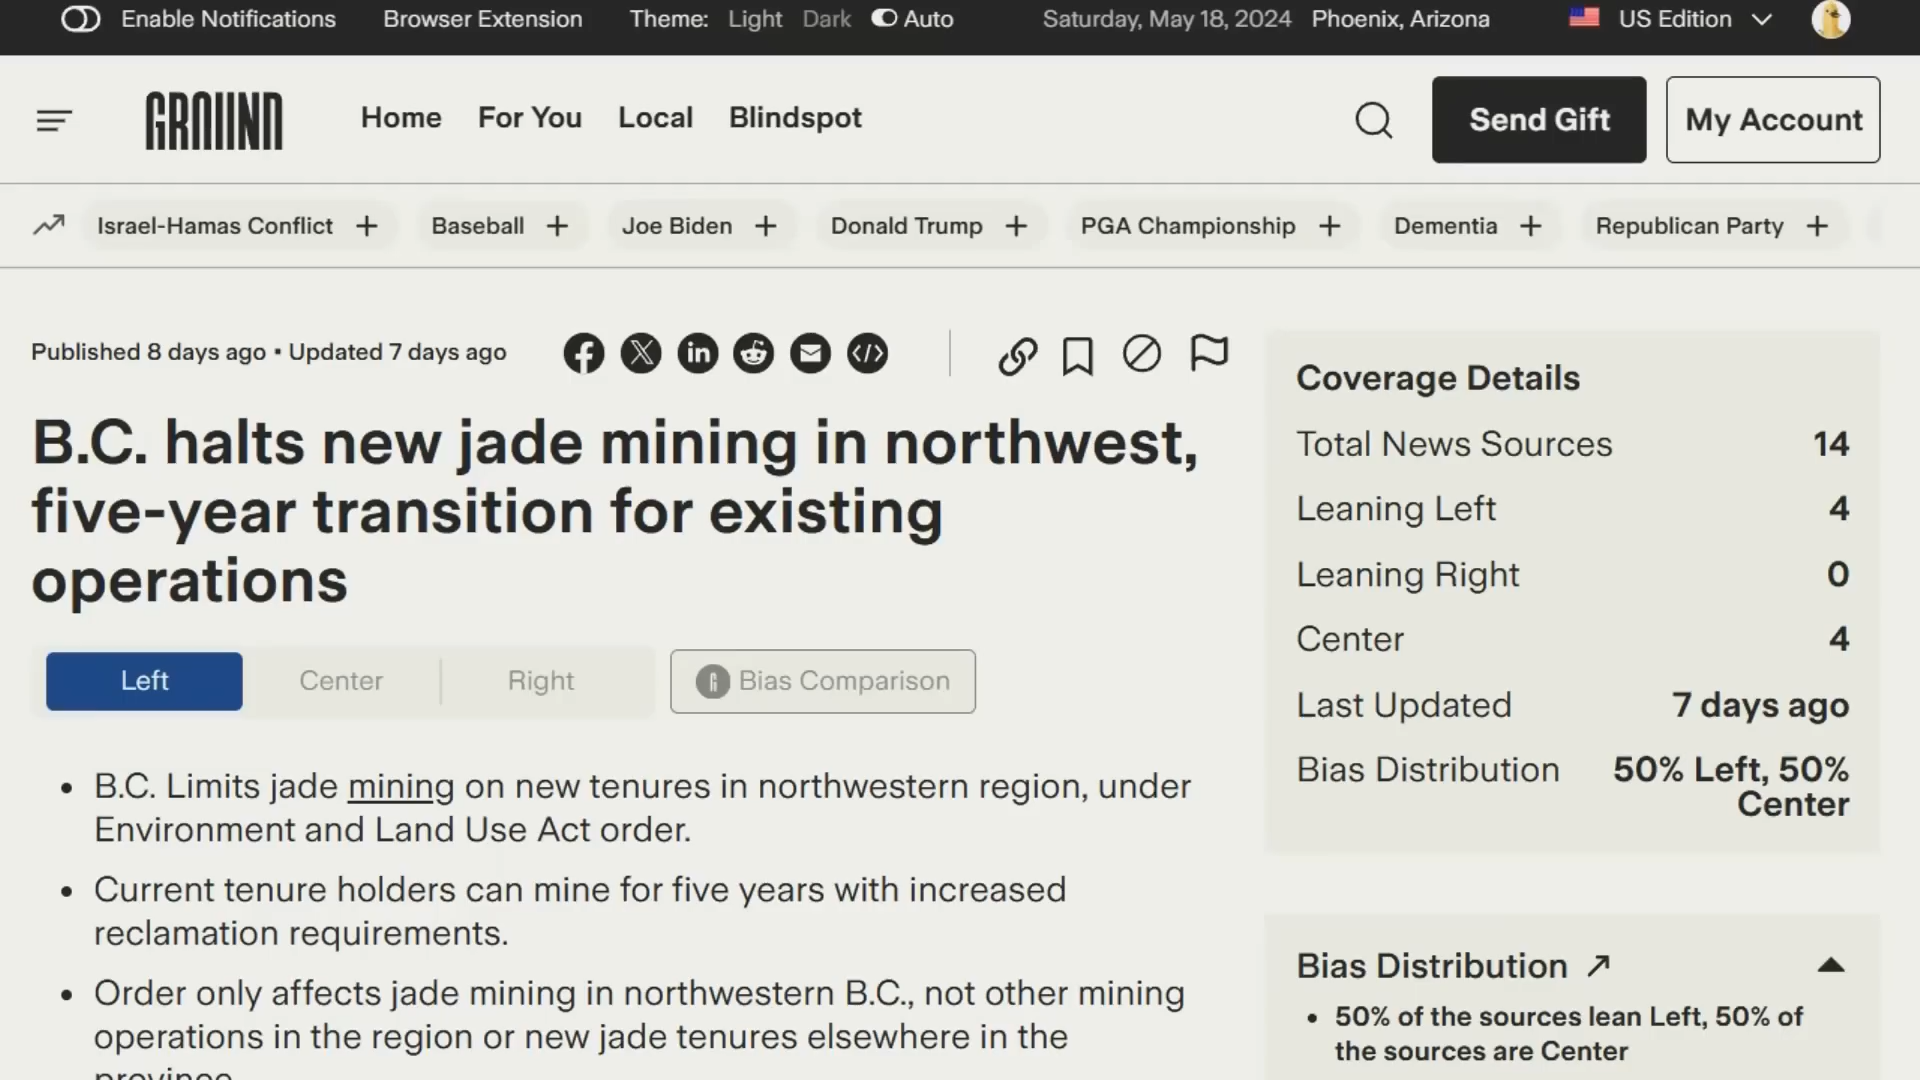 Enable Notifications Browser Extension Theme: Light Dark Auto Saturday, May 18, 2024 Phoenix, Arizona US Edition
GROUND Home For You Local Blindspot Send Gift My Account
Israel-Hamas Conflict + Baseball + Joe Biden + Donald Trump + PGA Championship + Dementia + Republican Party +
Published 8 days ago • Updated 7 days ago
B.C. halts new jade mining in northwest,
five-year transition for existing
operations
Left Center Right Bias Comparison
• B.C. Limits jade mining on new tenures in northwestern region, under
Environment and Land Use Act order.
• Current tenure holders can mine for five years with increased
reclamation requirements.
• Order only affects jade mining in northwestern B.C., not other mining
operations in the region or new jade tenures elsewhere in the
province.
Coverage Details
Total News Sources 14
Leaning Left 4
Leaning Right 0
Center 4
Last Updated 7 days ago
Bias Distribution 50% Left, 50%
Center
Bias Distribution
• 50% of the sources lean Left, 50% of
the sources are Center